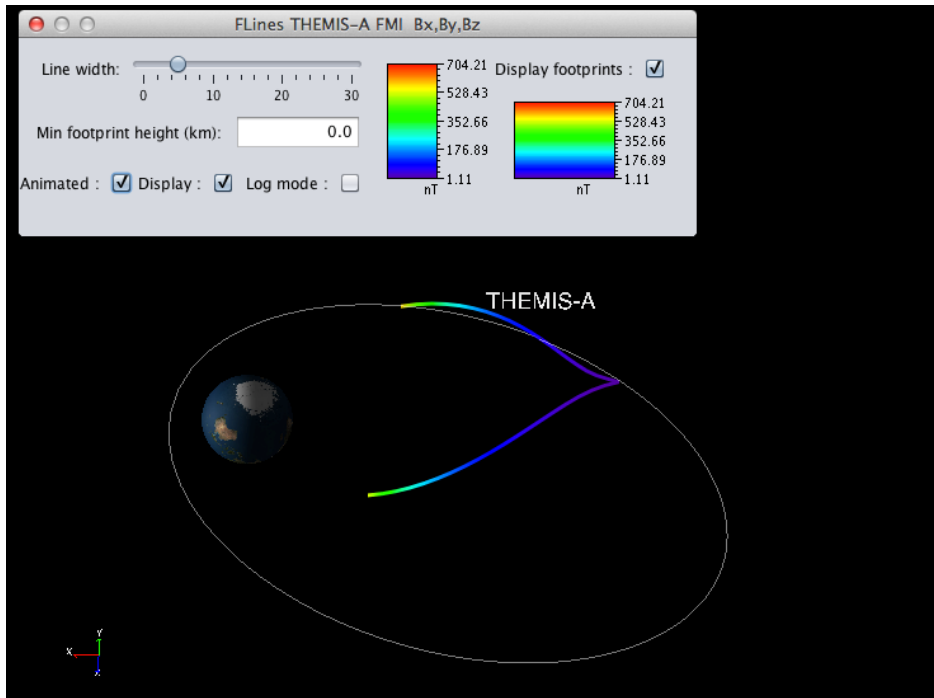 FLines THEMIS-A FMI Bx,By,Bz
Line width:
0 10 20 30
Min footprint height (km): 0.0
Animated : Display : Log mode :
704.21
528.43
352.66
176.89
1.11
nT
Display footprints :
704.21
528.43
352.66
176.89
1.11
nT
THEMIS-A
Y
X